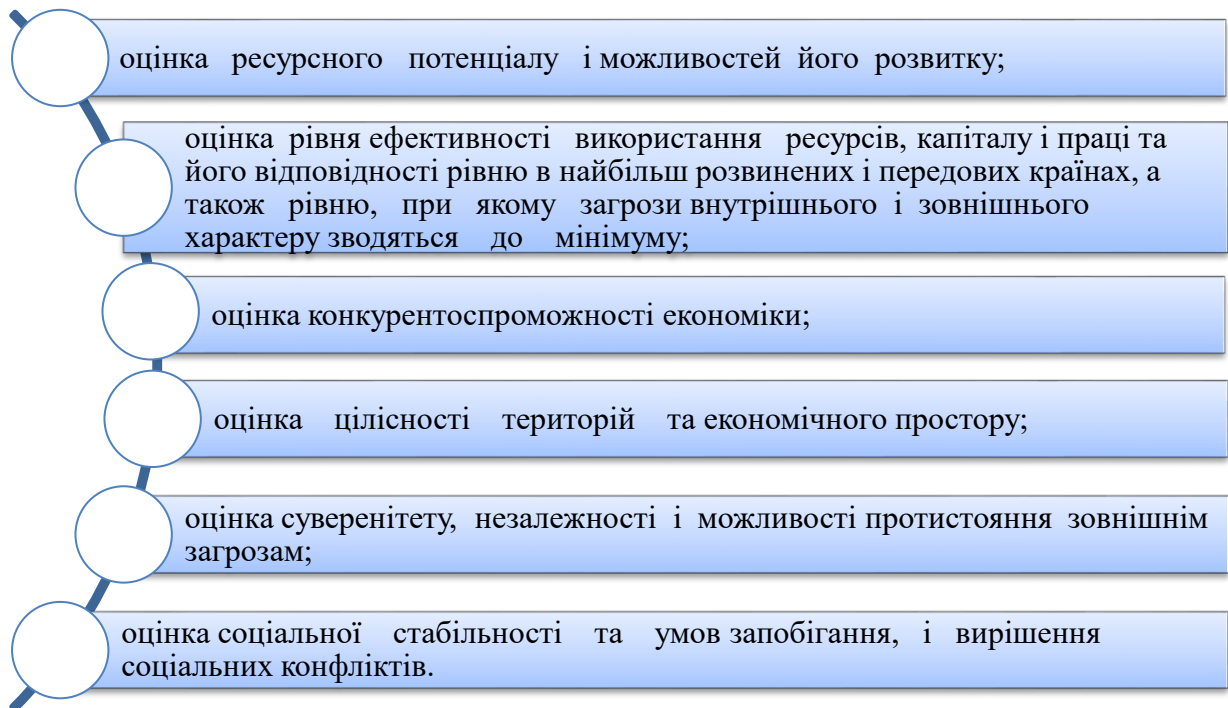 оцінка ресурсного потенціалу і можливостей його розвитку;
оцінка рівня ефективності використання ресурсів, капіталу і праці та
його відповідності рівню в найбільш розвинених і передових країнах, а
також рівню, при якому загрози внутрішнього і зовнішнього
характеру зводяться до мінімуму;
оцінка конкурентоспроможності економіки;
оцінка цілісності територій та економічного простору;
оцінка суверенітету, незалежності і можливості протистояння зовнішнім
загрозам;
оцінка соціальної стабільності та умов запобігання, і вирішення
соціальних конфліктів.